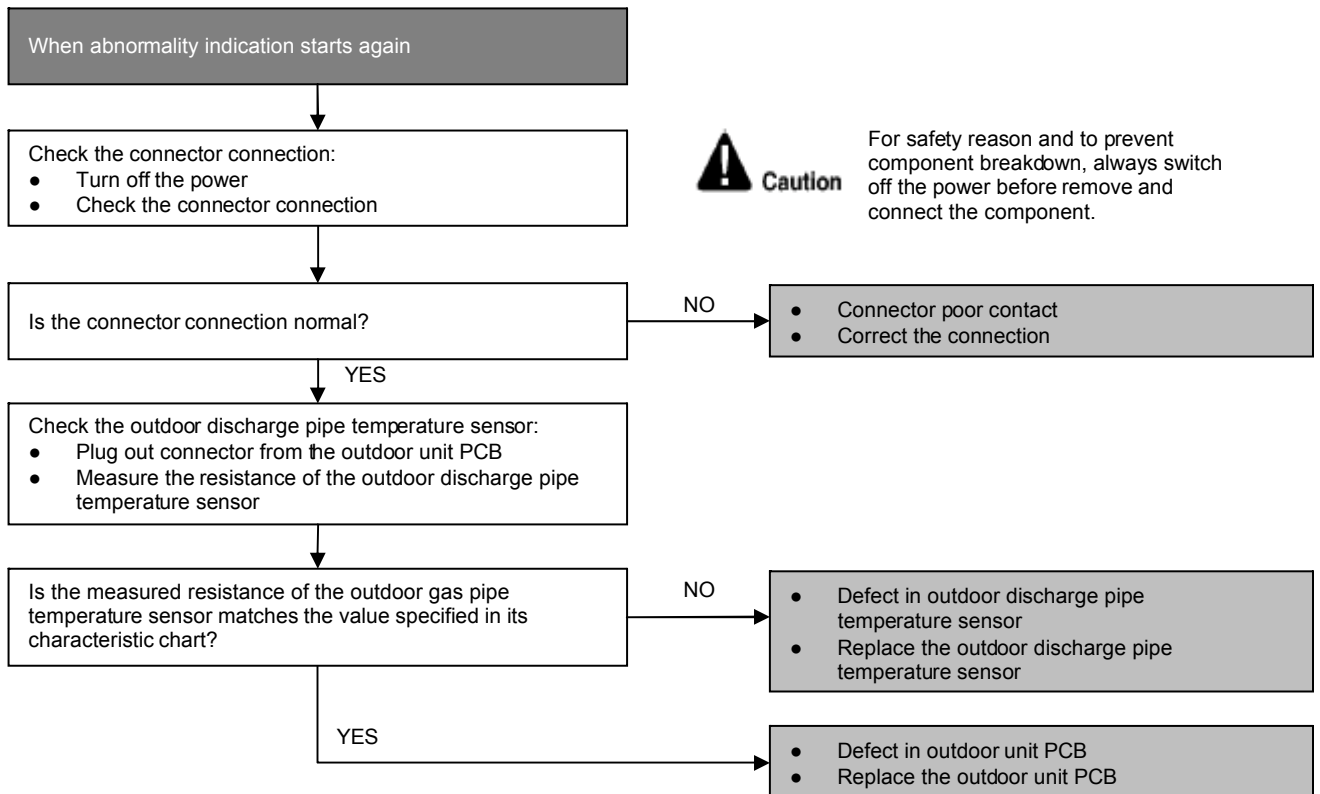 When abnormality indication starts again
Check the connector connection:
● Turn off the power
● Check the connector connection
Caution
For safety reason and to prevent
component breakdown, always switch
off the power before remove and
connect the component.
Is the connector connection normal?
NO
● Connector poor contact
● Correct the connection
YES
Check the outdoor discharge pipe temperature sensor:
● Plug out connector from the outdoor unit PCB
● Measure the resistance of the outdoor discharge pipe
temperature sensor
Is the measured resistance of the outdoor gas pipe
temperature sensor matches the value specified in its
characteristic chart?
NO
● Defect in outdoor discharge pipe
temperature sensor
● Replace the outdoor discharge pipe
temperature sensor
YES
● Defect in outdoor unit PCB
● Replace the outdoor unit PCB